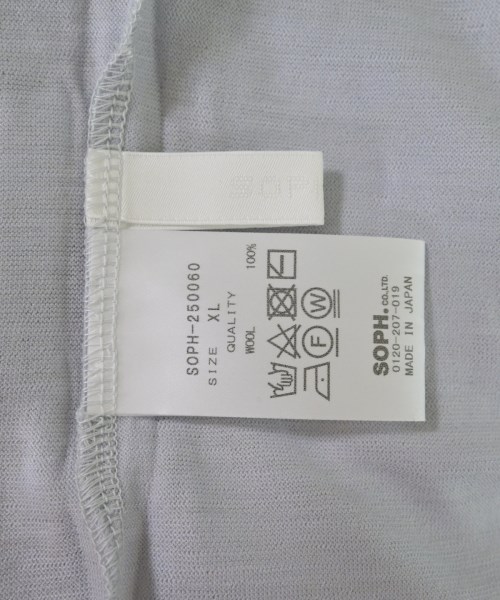 SOPH-250060
SIZE XL
QUALITY
WOOL 100%
F W
SOPH. CO.,LTD.
0120-207-019
MADE IN JAPAN